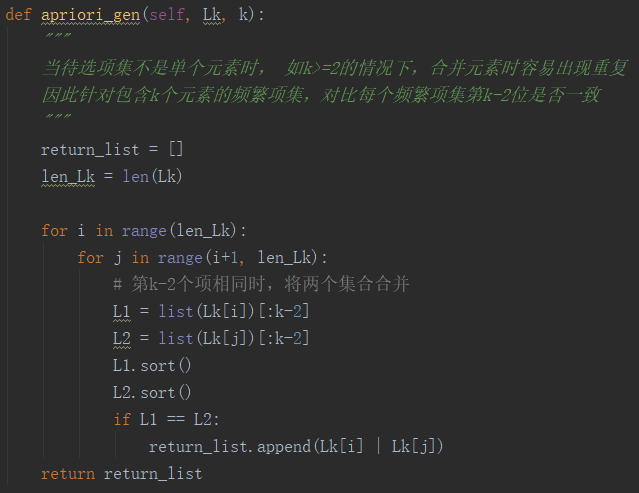 def apriori_gen(self, Lk, k):
"""
当待选项集不是单个元素时， 如k>=2的情况下，合并元素时容易出现重复
因此针对包含k个元素的频繁项集，对比每个频繁项集第k-2位是否一致
"""
return_list = []
len_Lk = len(Lk)
for i in range(len_Lk):
for j in range(i+1, len_Lk):
# 第k-2个项相同时，将两个集合合并
L1 = list(Lk[i])[:k-2]
L2 = list(Lk[j])[:k-2]
L1.sort()
L2.sort()
if L1 == L2:
return_list.append(Lk[i] | Lk[j])
return return_list